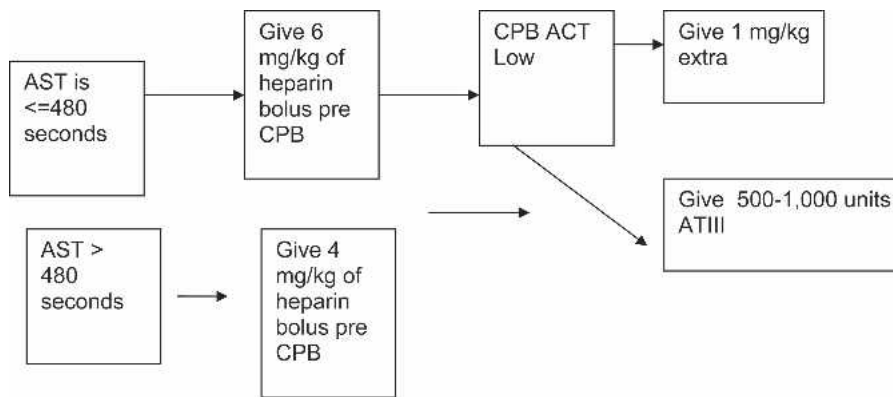 AST is
<=480
seconds
Give 6
mg/kg of
heparin
bolus pre
CPB
CPB ACT
Low
Give 1 mg/kg
extra
Give  500-1,000 units
ATIII
AST >
480
seconds
Give 4
mg/kg of
heparin
bolus pre
CPB